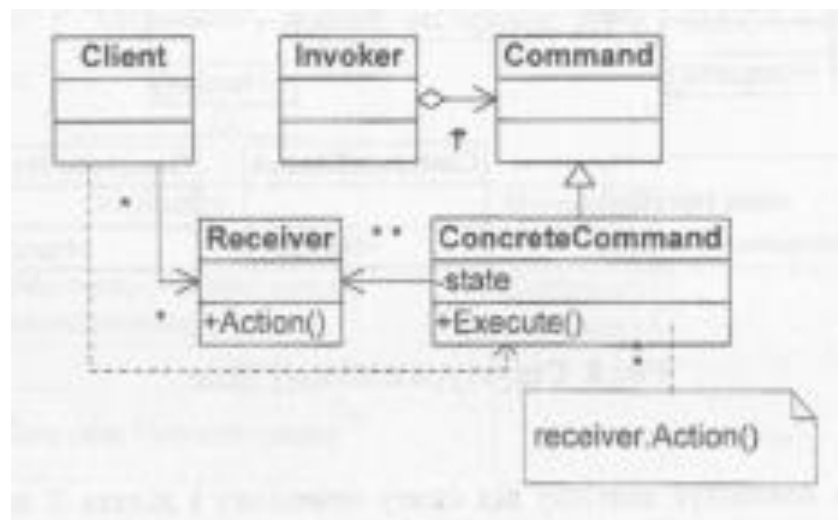 Client
Invoker
Command
*
Receiver
* *
ConcreteCommand
-state
*
+Action()
+Execute()
*
*
receiver.Action()